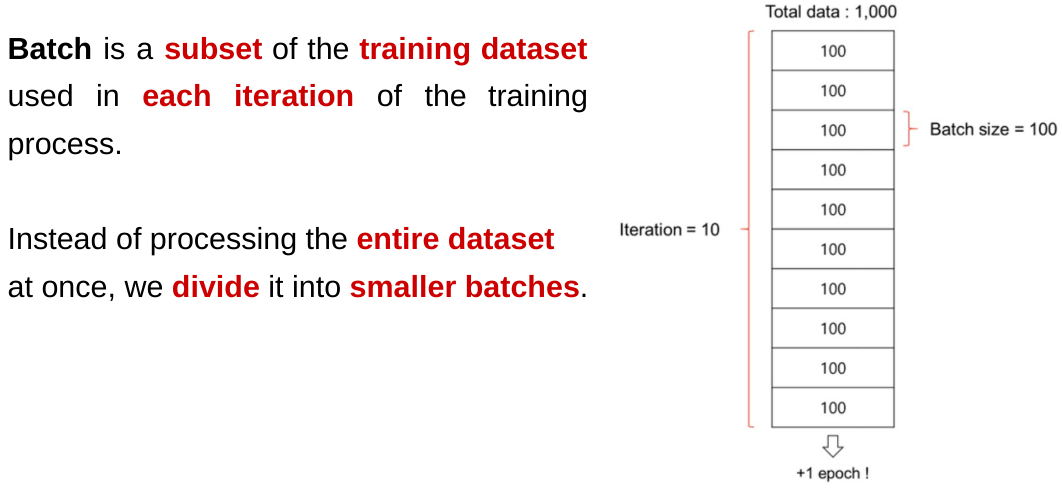 Batch is a subset of the training dataset
used in each iteration of the training
process.
Instead of processing the entire dataset
at once, we divide it into smaller batches.
Total data : 1,000
100
100
100
Batch size = 100
100
100
Iteration = 10
100
100
100
100
100
+1 epoch !